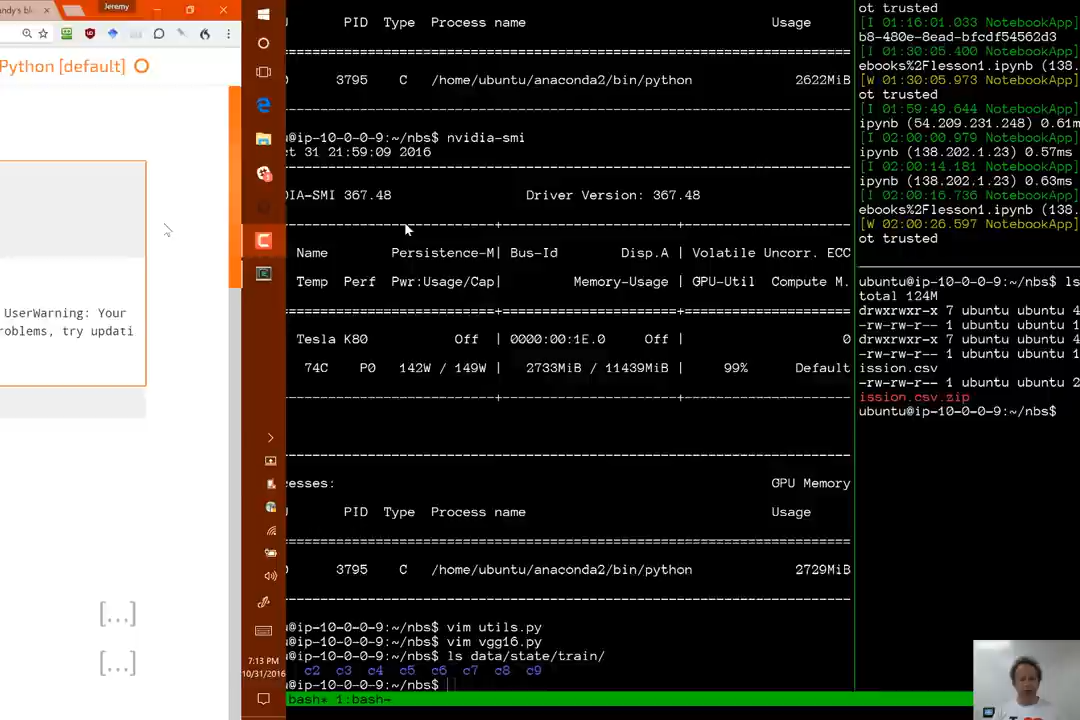 andy's bl
Jeremy
Python [default]
UserWarning: Your
roblems, try updati
[...]
[...]
7:13 PM
10/31/2016
PID Type Process name Usage
3795 C /home/ubuntu/anaconda2/bin/python 2622MiB
u@ip-10-0-0-9:~/nbs$ nvidia-smi
ct 31 21:59:09 2016
DIA-SMI 367.48 Driver Version: 367.48
Name Persistence-M| Bus-Id Disp.A | Volatile Uncorr. ECC
Temp Perf Pwr:Usage/Cap| Memory-Usage | GPU-Util Compute M.
Tesla K80 Off | 0000:00:1E.0 Off | 0
74C P0 142W / 149W | 2733MiB / 11439MiB | 99% Default
cesses: GPU Memory
PID Type Process name Usage
3795 C /home/ubuntu/anaconda2/bin/python 2729MiB
u@ip-10-0-0-9:~/nbs$ vim utils.py
u@ip-10-0-0-9:~/nbs$ vim vgg16.py
u@ip-10-0-0-9:~/nbs$ ls data/state/train/
c2 c3 c4 c5 c6 c7 c8 c9
u@ip-10-0-0-9:~/nbs$
bash* 1:bash-
ot trusted
[I 01:16:01.033 NotebookApp]
b8-480e-8ead-bfcdf54562d3
[I 01:30:05.400 NotebookApp]
ebooks%2Flesson1.ipynb (138.
[W 01:30:05.973 NotebookApp]
ot trusted
[I 01:59:49.644 NotebookApp]
ipynb (54.209.231.248) 0.61m
[I 02:00:00.979 NotebookApp]
ipynb (138.202.1.23) 0.57ms
[I 02:00:14.181 NotebookApp]
ipynb (138.202.1.23) 0.63ms
[I 02:00:16.736 NotebookApp]
ebooks%2Flesson1.ipynb (138.
[W 02:00:26.597 NotebookApp]
ot trusted
ubuntu@ip-10-0-0-9:~/nbs$ ls
total 124M
drwxrwxr-x 7 ubuntu ubuntu 4
-rw-rw-r-- 1 ubuntu ubuntu
drwxrwxr-x 7 ubuntu ubuntu 4
-rw-rw-r-- 1 ubuntu ubuntu
ission.csv
-rw-rw-r-- 1 ubuntu ubuntu 2
ission.csv.zip
ubuntu@ip-10-0-0-9:~/nbs$